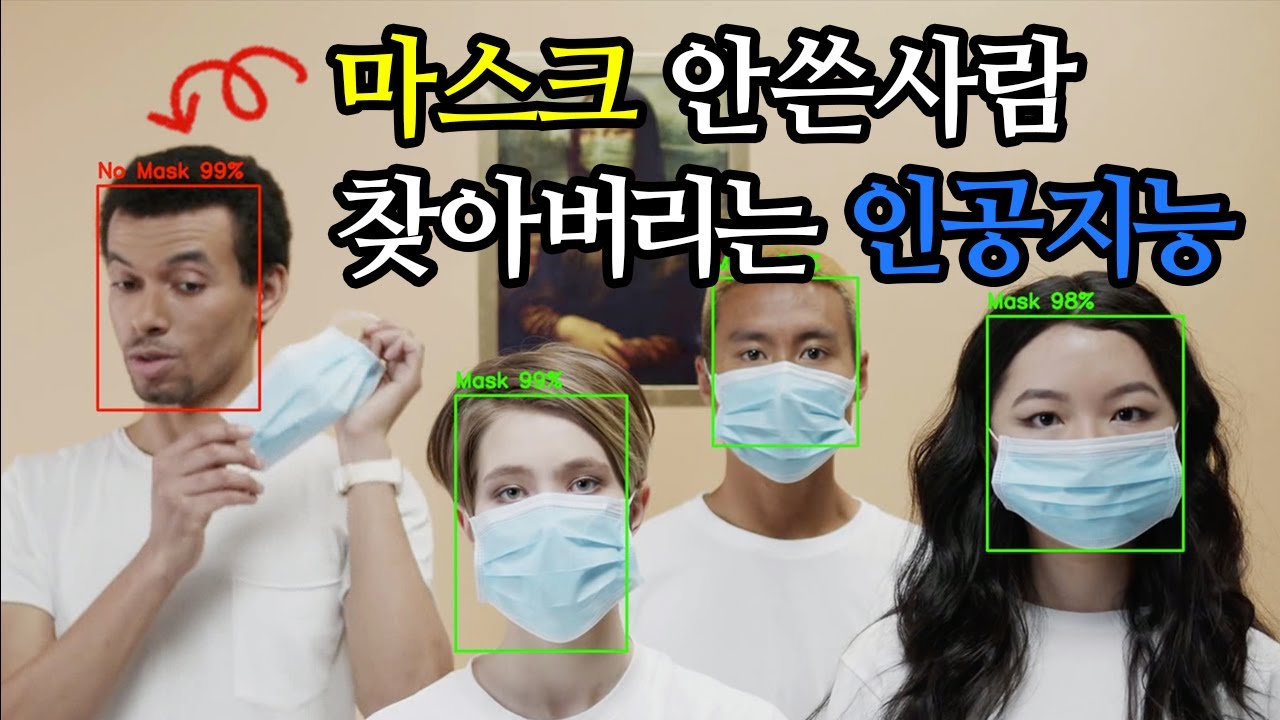 마스크 안쓴사람
찾아버리는 인공지능
No Mask 99%
Mask 99%
Mask 98%